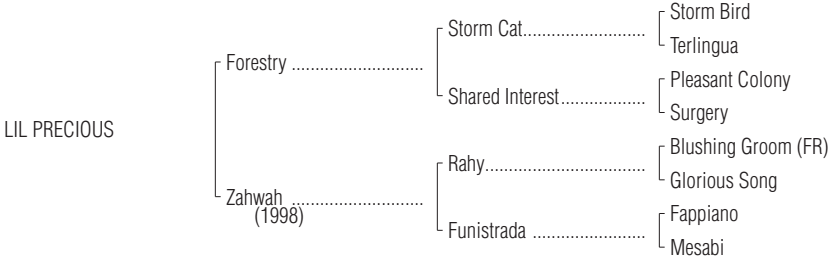 Storm Bird
Storm Cat..........................
Terlingua
Forestry ............................
Pleasant Colony
Shared Interest..................
Surgery
LIL PRECIOUS
Blushing Groom (FR)
Rahy..................................
Glorious Song
Zahwah ............................
(1998)
Fappiano
Funistrada ........................
Mesabi